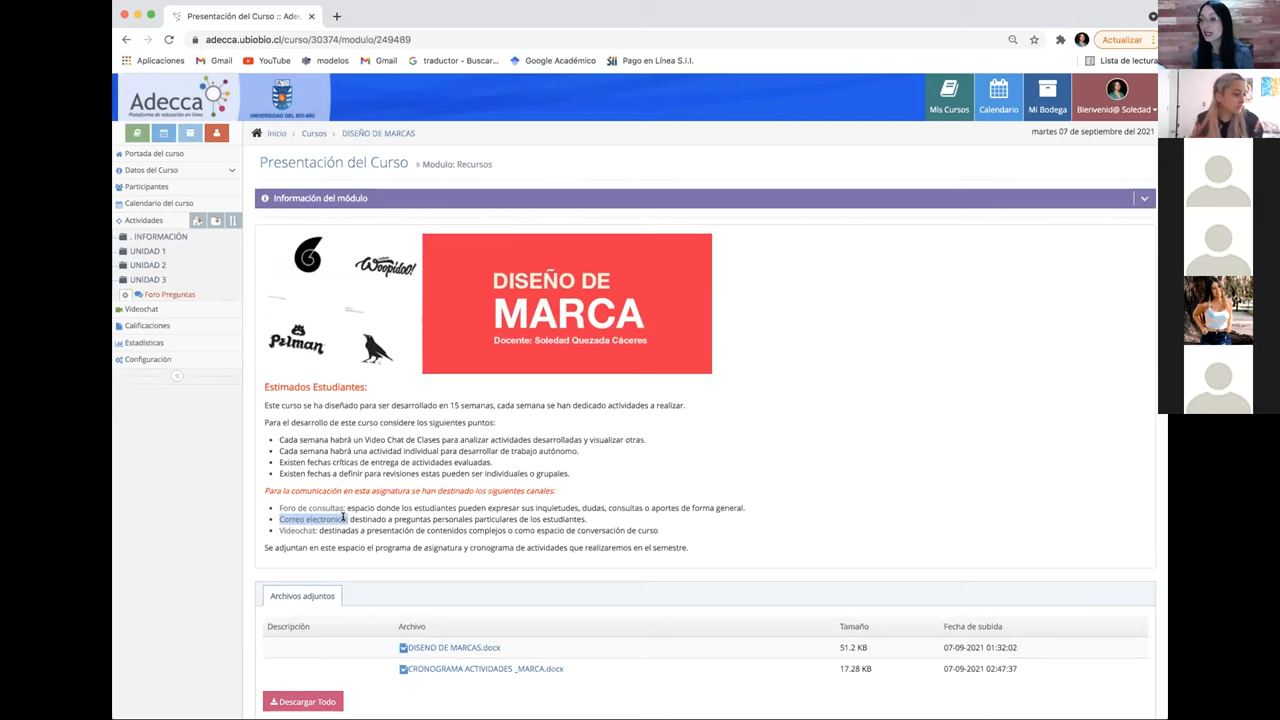 Presentación del Curso :: Adec
adecca.ubiobio.cl/curso/30374/modulo/249489
Actualizar
Aplicaciones
Gmail
YouTube
modelos
Gmail
traductor - Buscar...
Google Académico
Pago en Línea S.I.I.
Lista de lectura
Adecca
Plataforma de educación en línea
UNIVERSIDAD DEL BÍO-BÍO
Mis Cursos
Calendario
Mi Bodega
Bienvenid@ Soledad
Inicio
Cursos
DISEÑO DE MARCAS
martes 07 de septiembre del 2021
Portada del curso
Datos del Curso
Participantes
Calendario del curso
Actividades
. INFORMACIÓN
UNIDAD 1
UNIDAD 2
UNIDAD 3
Foro Preguntas
Videochat
Calificaciones
Estadísticas
Configuración
Presentación del Curso » Modulo: Recursos
Información del módulo
Woopidoo!
Pelman
DISEÑO DE
MARCA
Docente: Soledad Quezada Cáceres
Estimados Estudiantes:
Este curso se ha diseñado para ser desarrollado en 15 semanas, cada semana se han dedicado actividades a realizar.
Para el desarrollo de este curso considere los siguientes puntos:
• Cada semana habrá un Video Chat de Clases para analizar actividades desarrolladas y visualizar otras.
• Cada semana habrá una actividad individual para desarrollar de trabajo autónomo.
• Existen fechas críticas de entrega de actividades evaluadas.
• Existen fechas a definir para revisiones estas pueden ser individuales o grupales.
Para la comunicación en esta asignatura se han destinado los siguientes canales:
• Foro de consultas: espacio donde los estudiantes pueden expresar sus inquietudes, dudas, consultas o aportes de forma general.
• Correo electronico: destinado a preguntas personales particulares de los estudiantes.
• Videochat: destinadas a presentación de contenidos complejos o como espacio de conversación de curso
Se adjuntan en este espacio el programa de asignatura y cronograma de actividades que realizaremos en el semestre.
Archivos adjuntos
Descripción Archivo Tamaño Fecha de subida
DISENO DE MARCAS.docx 51.2 KB 07-09-2021 01:32:02
CRONOGRAMA ACTIVIDADES _MARCA.docx 17.28 KB 07-09-2021 02:47:37
Descargar Todo